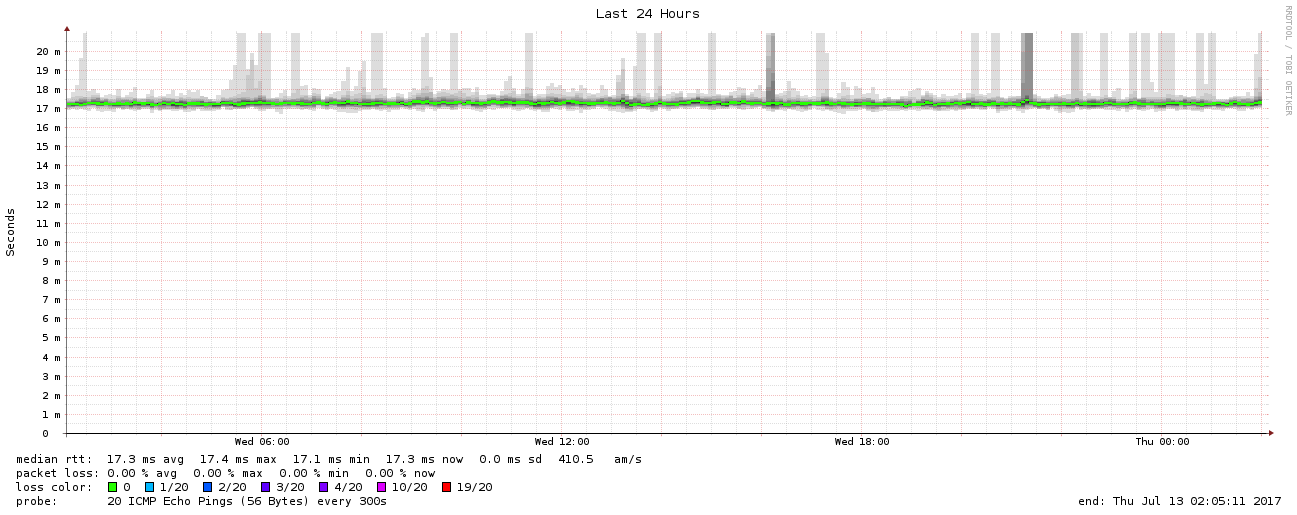 Last 24 Hours
RRDTOOL / TOBI OETIKER
Seconds
20 m
19 m
18 m
17 m
16 m
15 m
14 m
13 m
12 m
11 m
10 m
9 m
8 m
7 m
6 m
5 m
4 m
3 m
2 m
1 m
0
Wed 06:00 Wed 12:00 Wed 18:00 Thu 00:00
median rtt: 17.3 ms avg 17.4 ms max 17.1 ms min 17.3 ms now 0.0 ms sd 410.5 am/s
packet loss: 0.00 % avg 0.00 % max 0.00 % min 0.00 % now
loss color: 0 1/20 2/20 3/20 4/20 10/20 19/20
probe: 20 ICMP Echo Pings (56 Bytes) every 300s end: Thu Jul 13 02:05:11 2017